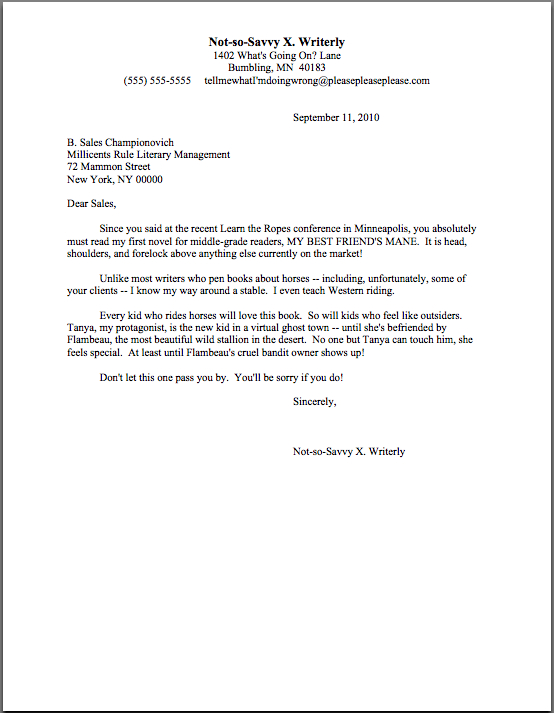 Not-so-Savvy X. Writerly
1402 What's Going On? Lane
Bumbling, MN  40183
(555) 555-5555     tellmewhatI'mdoingwrong@pleasepleaseplease.com
September 11, 2010
B. Sales Championovich
Millicents Rule Literary Management
72 Mammon Street
New York, NY 00000
Dear Sales,
Since you said at the recent Learn the Ropes conference in Minneapolis, you absolutely
must read my first novel for middle-grade readers, MY BEST FRIEND'S MANE.  It is head,
shoulders, and forelock above anything else currently on the market!
Unlike most writers who pen books about horses -- including, unfortunately, some of
your clients -- I know my way around a stable.  I even teach Western riding.
Every kid who rides horses will love this book.  So will kids who feel like outsiders.
Tanya, my protagonist, is the new kid in a virtual ghost town -- until she's befriended by
Flambeau, the most beautiful wild stallion in the desert.  No one but Tanya can touch him, she
feels special.  At least until Flambeau's cruel bandit owner shows up!
Don't let this one pass you by.  You'll be sorry if you do!
Sincerely,
Not-so-Savvy X. Writerly